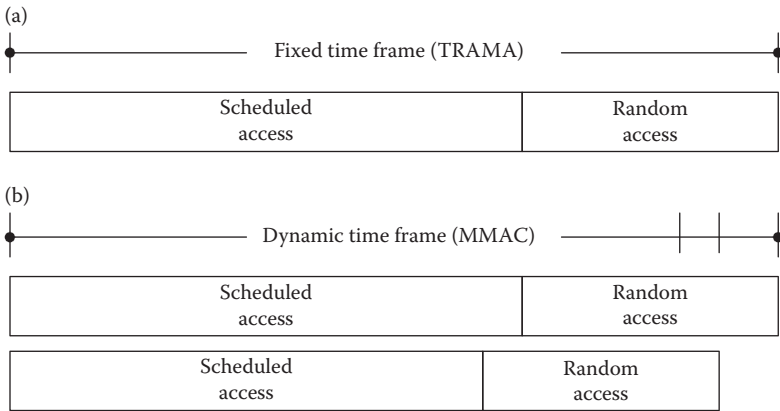 (a)
Fixed time frame (TRAMA)
Scheduled
access
Random
access
(b)
Dynamic time frame (MMAC)
Scheduled
access
Random
access
Scheduled
access
Random
access